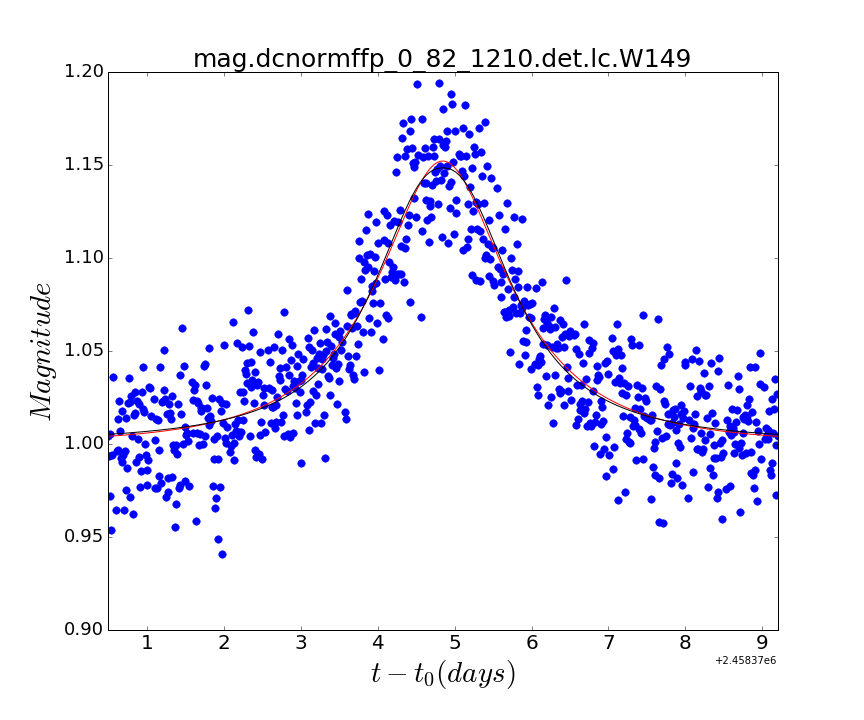 mag.dcnormffp_0_82_1210.det.lc.W149
Magnitude
1.20
1.15
1.10
1.05
1.00
0.95
0.90
1 2 3 4 5 6 7 8 9
+2.45837e6
t − t₀(days)